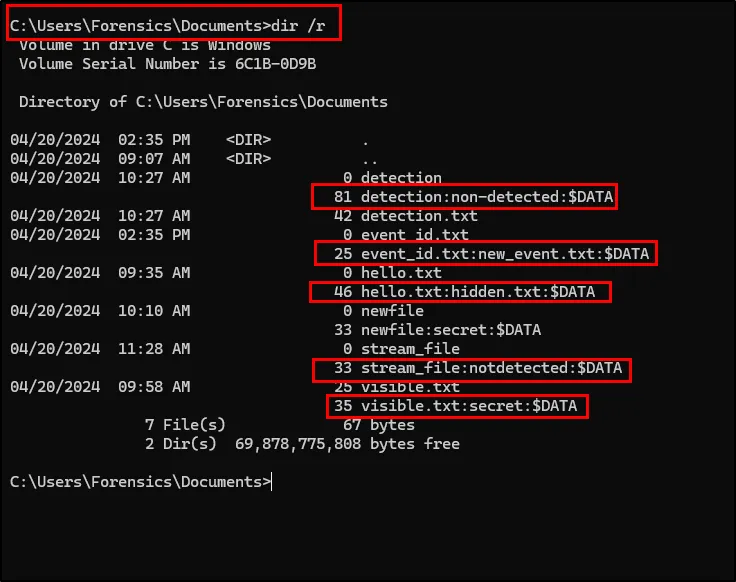 C:\Users\Forensics\Documents>dir /r
Volume in drive C is Windows
Volume Serial Number is 6C1B-0D9B
Directory of C:\Users\Forensics\Documents
04/20/2024  02:35 PM    <DIR>          .
04/20/2024  09:07 AM    <DIR>          ..
04/20/2024  10:27 AM                 0 detection
81 detection:non-detected:$DATA
04/20/2024  10:27 AM                42 detection.txt
04/20/2024  02:35 PM                 0 event_id.txt
25 event_id.txt:new_event.txt:$DATA
04/20/2024  09:35 AM                 0 hello.txt
46 hello.txt:hidden.txt:$DATA
04/20/2024  10:10 AM                 0 newfile
33 newfile:secret:$DATA
04/20/2024  11:28 AM                 0 stream_file
33 stream_file:notdetected:$DATA
04/20/2024  09:58 AM                25 visible.txt
35 visible.txt:secret:$DATA
7 File(s)             67 bytes
2 Dir(s)  69,878,775,808 bytes free
C:\Users\Forensics\Documents>